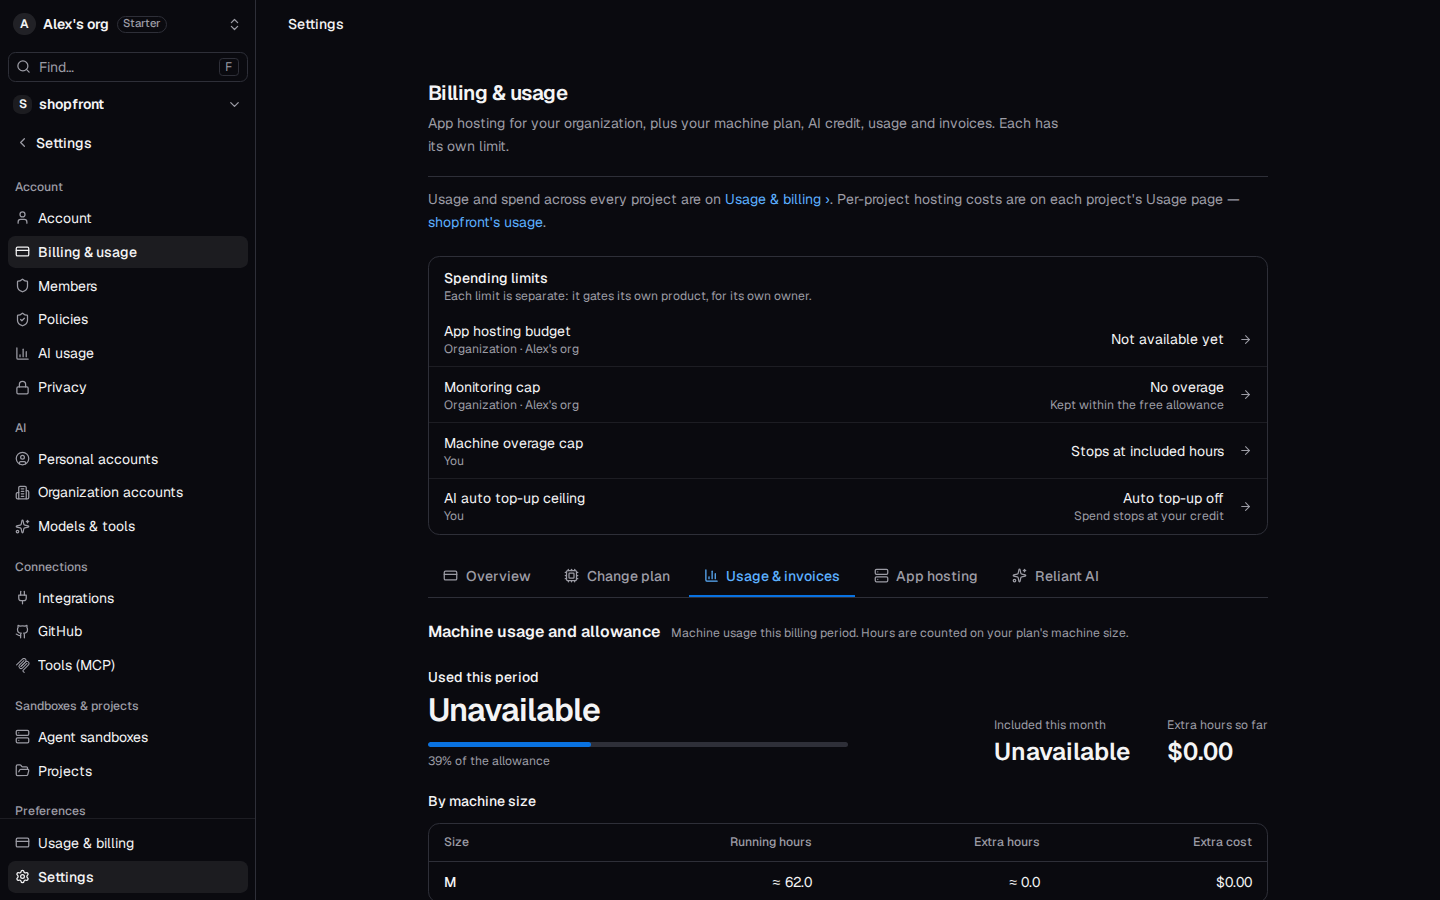 A Alex's org Starter
Find... F
S shopfront
Settings
Account
Account
Billing & usage
Members
Policies
AI usage
Privacy
AI
Personal accounts
Organization accounts
Models & tools
Connections
Integrations
GitHub
Tools (MCP)
Sandboxes & projects
Agent sandboxes
Projects
Preferences
Usage & billing
Settings
Settings
Billing & usage
App hosting for your organization, plus your machine plan, AI credit, usage and invoices. Each has
its own limit.
Usage and spend across every project are on Usage & billing ›. Per-project hosting costs are on each project's Usage page —
shopfront's usage.
Spending limits
Each limit is separate: it gates its own product, for its own owner.
App hosting budget
Organization · Alex's org
Not available yet
Monitoring cap
Organization · Alex's org
No overage
Kept within the free allowance
Machine overage cap
You
Stops at included hours
AI auto top-up ceiling
You
Auto top-up off
Spend stops at your credit
Overview Change plan Usage & invoices App hosting Reliant AI
Machine usage and allowance Machine usage this billing period. Hours are counted on your plan's machine size.
Used this period
Unavailable
39% of the allowance
Included this month
Unavailable
Extra hours so far
$0.00
By machine size
Size Running hours Extra hours Extra cost
M ≈ 62.0 ≈ 0.0 $0.00